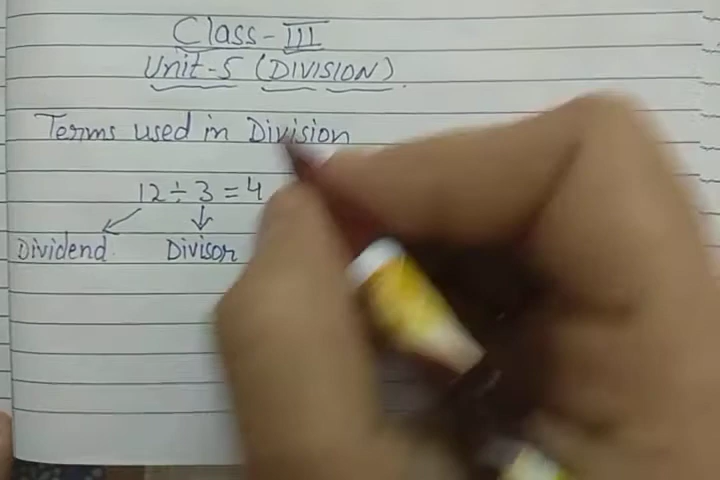 Class-III
Unit-5 (DIVISION).
Terms used in Division
12÷3=4
Dividend. Divisor